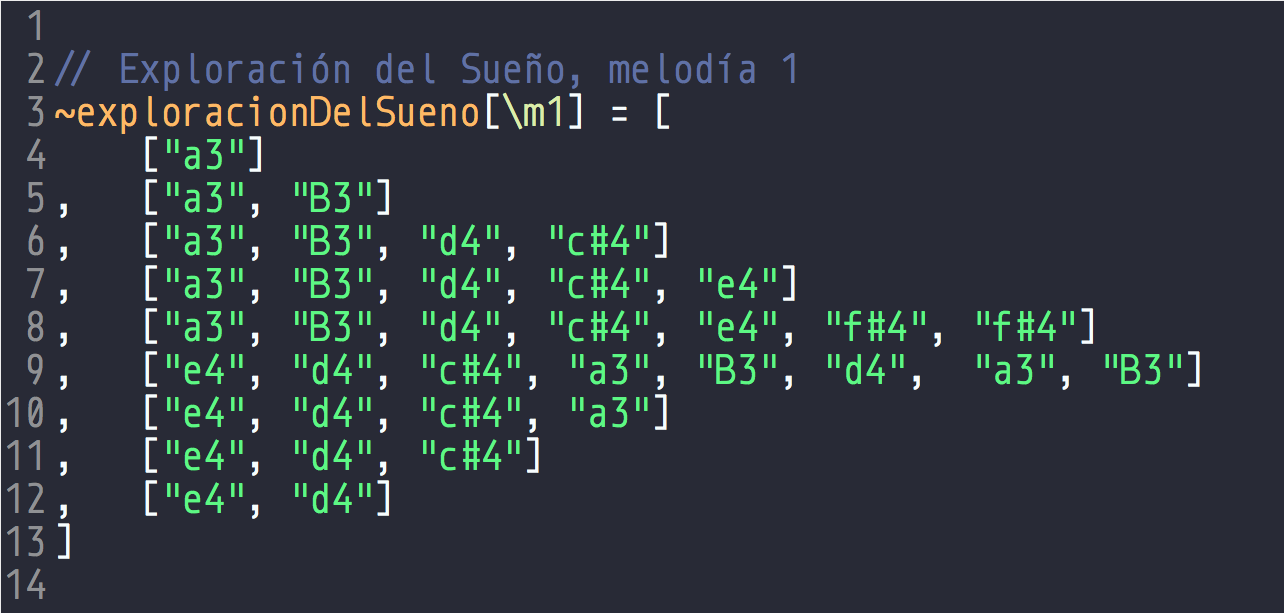 1
2 // Exploración del Sueño, melodía 1
3 ~exploracionDelSueno[\m1] = [
4     ["a3"]
5 ,   ["a3", "B3"]
6 ,   ["a3", "B3", "d4", "c#4"]
7 ,   ["a3", "B3", "d4", "c#4", "e4"]
8 ,   ["a3", "B3", "d4", "c#4", "e4", "f#4", "f#4"]
9 ,   ["e4", "d4", "c#4", "a3", "B3", "d4",  "a3", "B3"]
10 ,   ["e4", "d4", "c#4", "a3"]
11 ,   ["e4", "d4", "c#4"]
12 ,   ["e4", "d4"]
13 ]
14